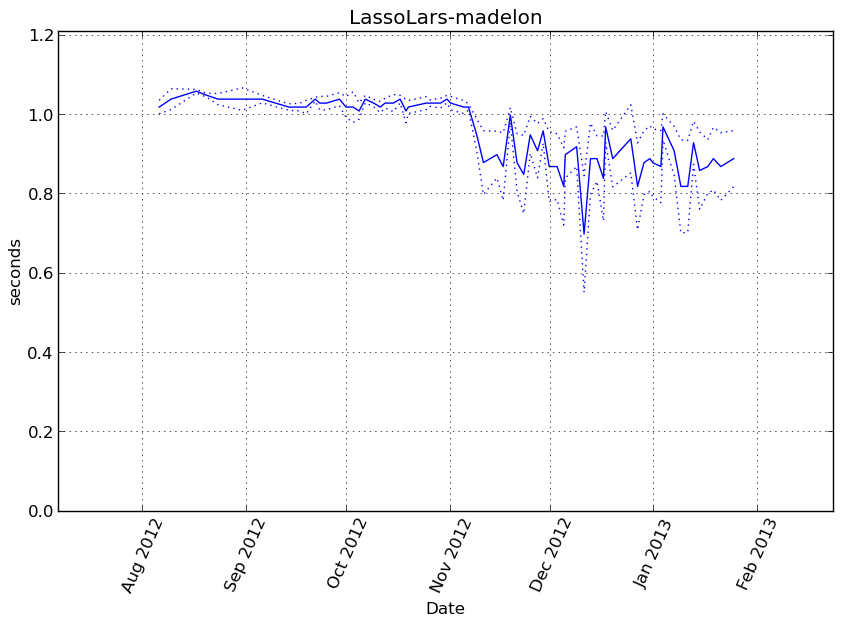 LassoLars-madelon
1.2
1.0
0.8
0.6
0.4
0.2
0.0
seconds
Aug 2012
Sep 2012
Oct 2012
Nov 2012
Dec 2012
Jan 2013
Feb 2013
Date